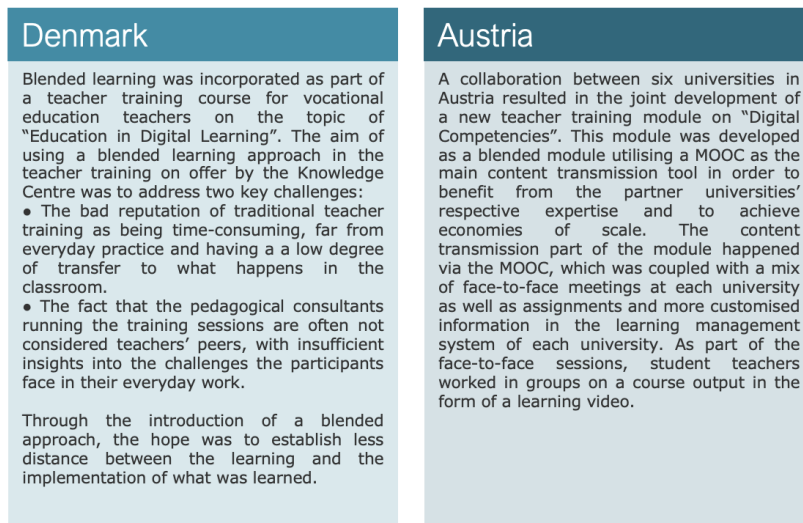 Denmark
Blended learning was incorporated as part of
a teacher training course for vocational
education teachers on the topic of
“Education in Digital Learning”. The aim of
using a blended learning approach in the
teacher training on offer by the Knowledge
Centre was to address two key challenges:
● The bad reputation of traditional teacher
training as being time-consuming, far from
everyday practice and having a a low degree
of transfer to what happens in the
classroom.
● The fact that the pedagogical consultants
running the training sessions are often not
considered teachers’ peers, with insufficient
insights into the challenges the participants
face in their everyday work.
Through the introduction of a blended
approach, the hope was to establish less
distance between the learning and the
implementation of what was learned.
Austria
A collaboration between six universities in
Austria resulted in the joint development of
a new teacher training module on “Digital
Competencies”. This module was developed
as a blended module utilising a MOOC as the
main content transmission tool in order to
benefit from the partner universities’
respective expertise and to achieve
economies of scale. The content
transmission part of the module happened
via the MOOC, which was coupled with a mix
of face-to-face meetings at each university
as well as assignments and more customised
information in the learning management
system of each university. As part of the
face-to-face sessions, student teachers
worked in groups on a course output in the
form of a learning video.